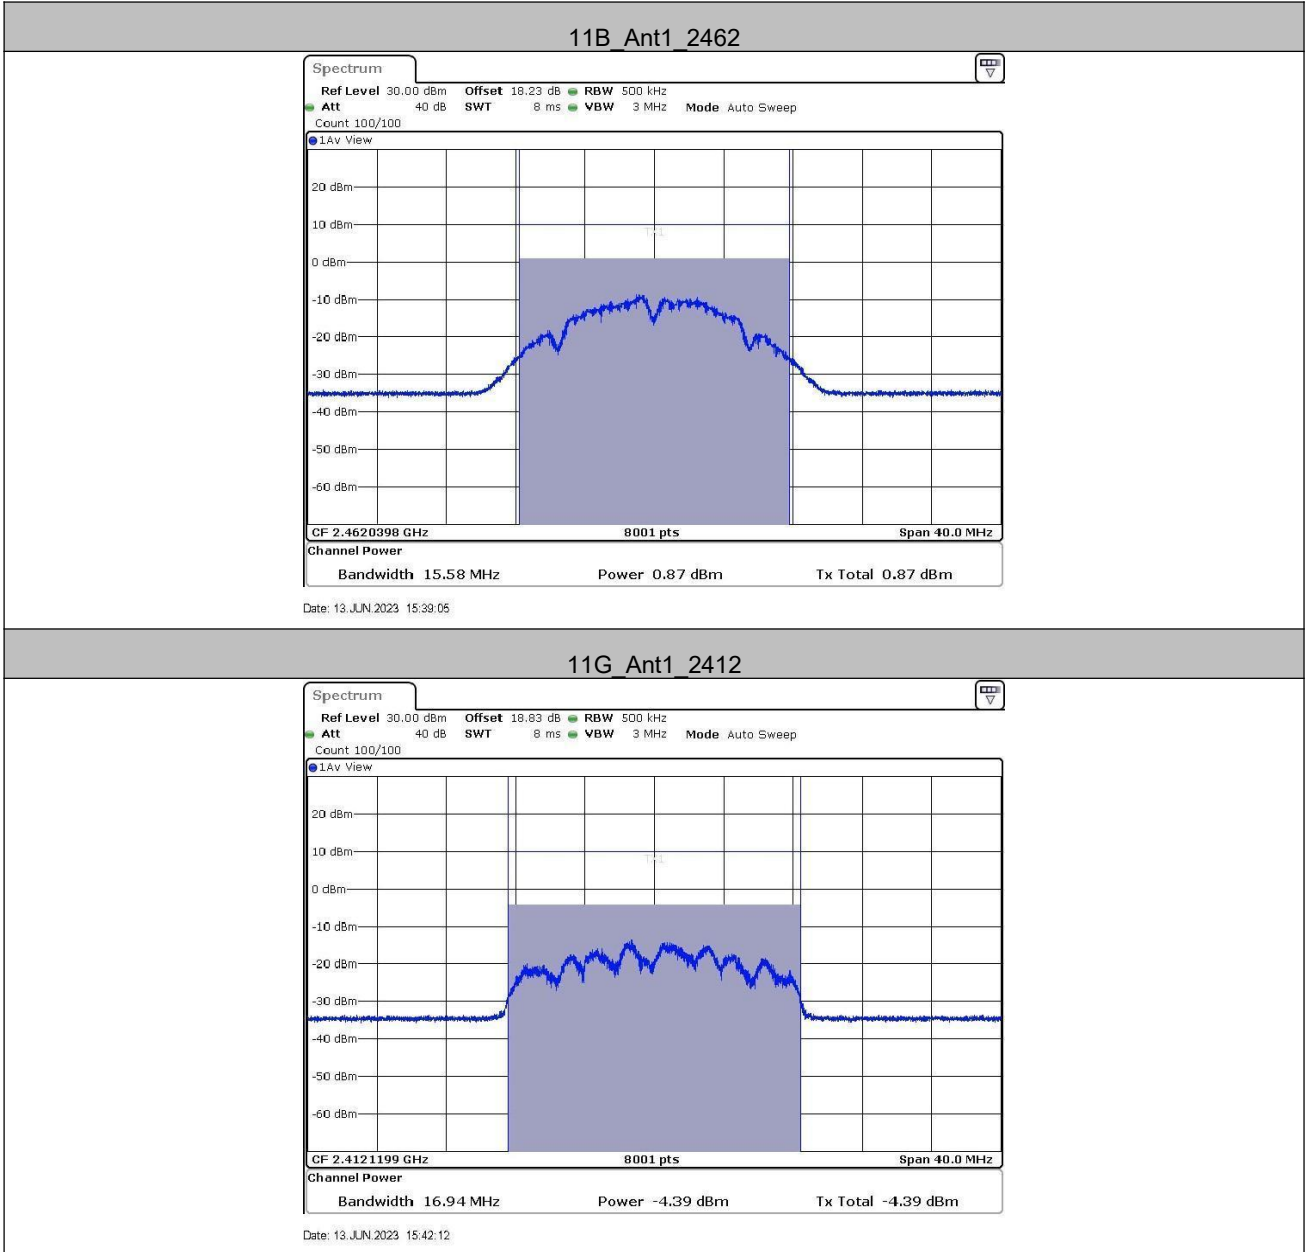 11B_Ant1_2462
Spectrum
Ref Level 30.00 dBm Offset 18.23 dB RBW 500 kHz
Att 40 dB SWT 8 ms VBW 3 MHz Mode Auto Sweep
Count 100/100
1Av View
20 dBm
10 dBm
Tx1
0 dBm
-10 dBm
-20 dBm
-30 dBm
-40 dBm
-50 dBm
-60 dBm
CF 2.4620398 GHz 8001 pts Span 40.0 MHz
Channel Power
Bandwidth 15.58 MHz Power 0.87 dBm Tx Total 0.87 dBm
Date: 13.JUN.2023 15:39:05
11G_Ant1_2412
Spectrum
Ref Level 30.00 dBm Offset 18.83 dB RBW 500 kHz
Att 40 dB SWT 8 ms VBW 3 MHz Mode Auto Sweep
Count 100/100
1Av View
20 dBm
10 dBm
Tx1
0 dBm
-10 dBm
-20 dBm
-30 dBm
-40 dBm
-50 dBm
-60 dBm
CF 2.4121199 GHz 8001 pts Span 40.0 MHz
Channel Power
Bandwidth 16.94 MHz Power -4.39 dBm Tx Total -4.39 dBm
Date: 13.JUN.2023 15:42:12